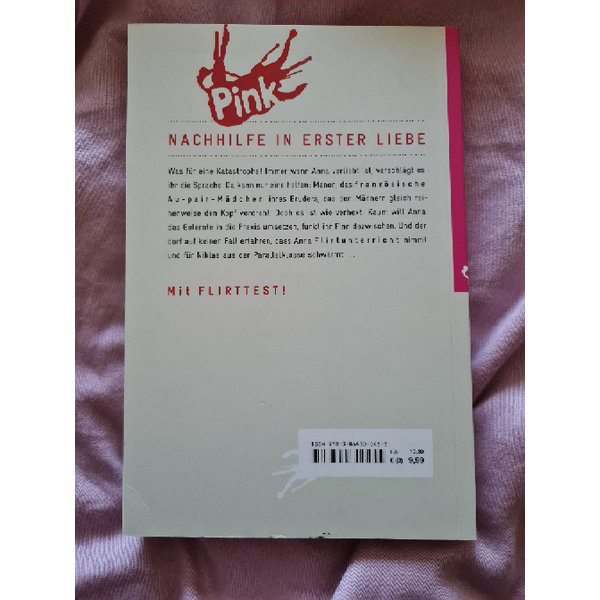 Pink
NACHHILFE IN ERSTER LIEBE
Was für eine Katastrophe! Immer wenn Anna verliebt ist, verschlägt es
ihr die Sprache. Da kann nur eine helfen: Manon, das französische
Au-pair-Mädchen ihres Bruders, das den Männern gleich rei-
henweise den Kopf verdreht. Doch es ist wie verhext: Kaum will Anna
das Gelernte in die Praxis umsetzen, funkt ihr Finn dazwischen. Und der
darf auf keinen Fall erfahren, dass Anna Flirtunterricht nimmt
und für Niklas aus der Parallelklasse schwärmt ...
Mit FLIRTTEST!
ISBN 978-3-86430-
€ (D) 9,99